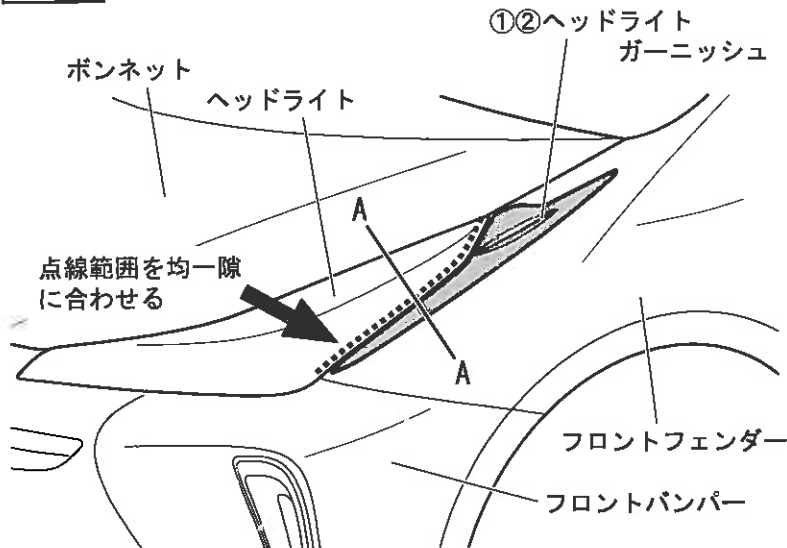 ①②ヘッドライト
ガーニッシュ
ボンネット
ヘッドライト
A
点線範囲を均一隙
に合わせる
A
フロントフェンダー
フロントバンパー